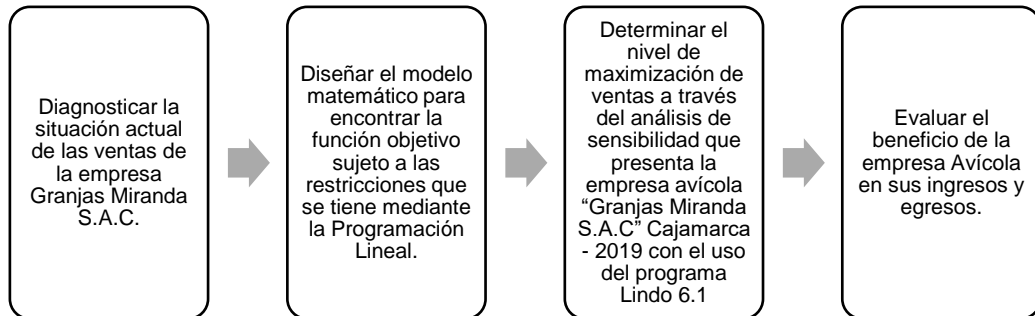 Diagnosticar la
situación actual
de las ventas de
la empresa
Granjas Miranda
S.A.C.
Diseñar el modelo
matemático para
encontrar la
función objetivo
sujeto a las
restricciones que
se tiene mediante
la Programación
Lineal.
Determinar el
nivel de
maximización de
ventas a través
del análisis de
sensibilidad que
presenta la
empresa avícola
“Granjas Miranda
S.A.C” Cajamarca
- 2019 con el uso
del programa
Lindo 6.1
Evaluar el
beneficio de la
empresa Avícola
en sus ingresos y
egresos.